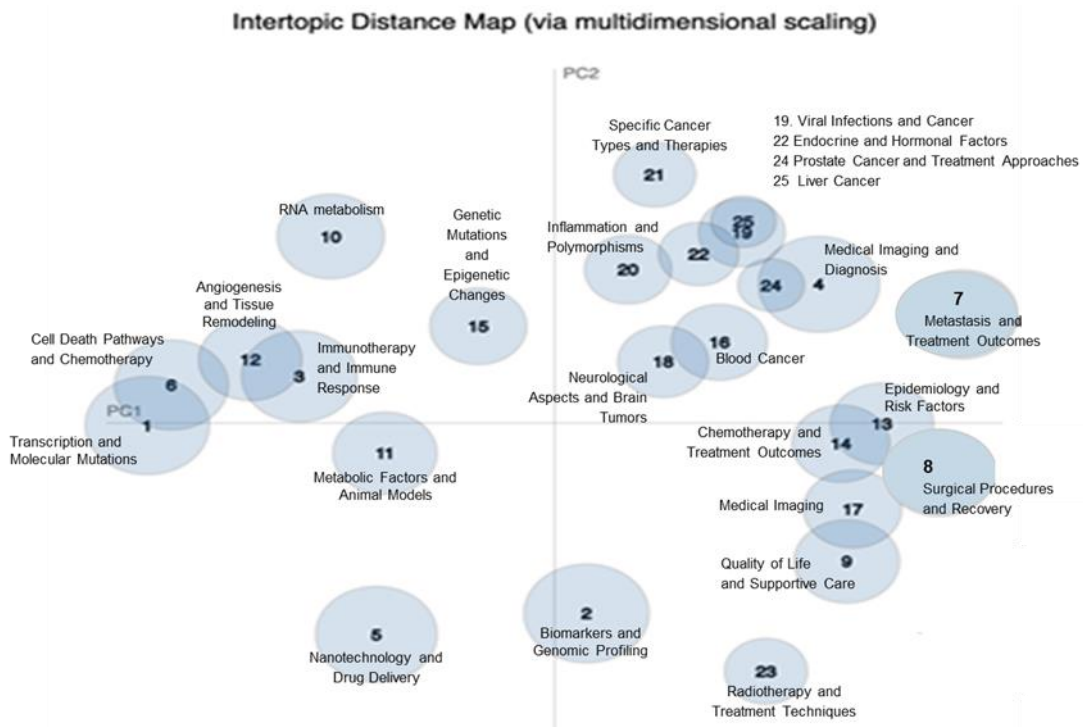 Intertopic Distance Map (via multidimensional scaling)
PC2
Specific Cancer
Types and Therapies
21
19. Viral Infections and Cancer
22 Endocrine and Hormonal Factors
24 Prostate Cancer and Treatment Approaches
25 Liver Cancer
RNA metabolism
10
Genetic
Mutations
and
Epigenetic
Changes
15
Inflammation and
Polymorphisms
20
22
25
19
24
4
Medical Imaging and
Diagnosis
7
Metastasis and
Treatment Outcomes
Angiogenesis
and Tissue
Remodeling
12
Cell Death Pathways
and Chemotherapy
6
3
Immunotherapy
and Immune
Response
16
Blood Cancer
18
Neurological
Aspects and Brain
Tumors
PC1
1
Transcription and
Molecular Mutations
Epidemiology and
Risk Factors
13
Chemotherapy and
Treatment Outcomes
14
11
Metabolic Factors and
Animal Models
8
Surgical Procedures
and Recovery
Medical Imaging
17
Quality of Life
and Supportive Care
9
5
Nanotechnology and
Drug Delivery
2
Biomarkers and
Genomic Profiling
23
Radiotherapy and
Treatment Techniques